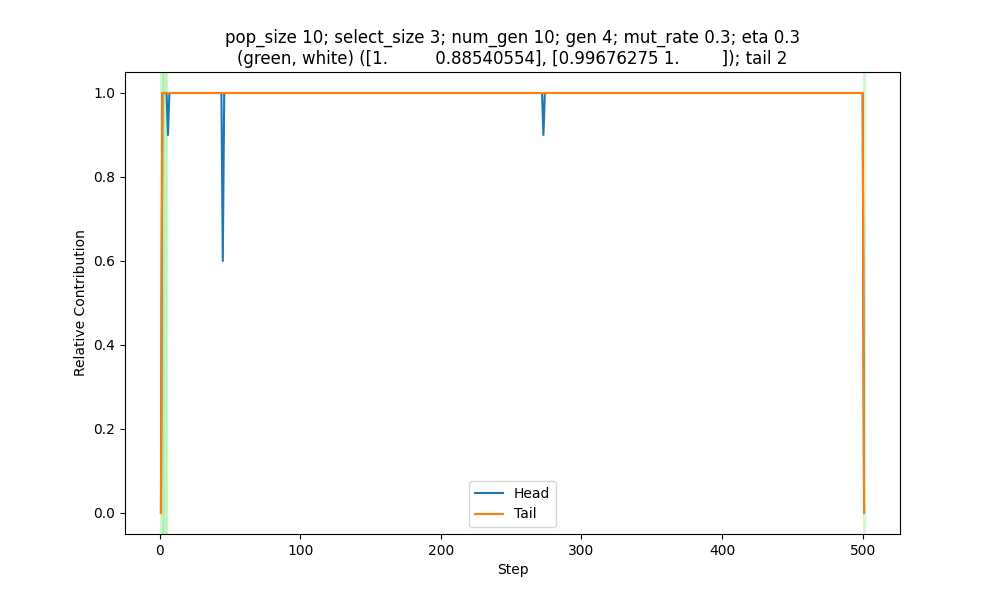 pop_size 10; select_size 3; num_gen 10; gen 4; mut_rate 0.3; eta 0.3
(green, white) ([1.         0.88540554], [0.99676275 1.        ]); tail 2
1.0
0.8
0.6
0.4
0.2
0.0
Relative Contribution
Head
Tail
0
100
200
300
400
500
Step